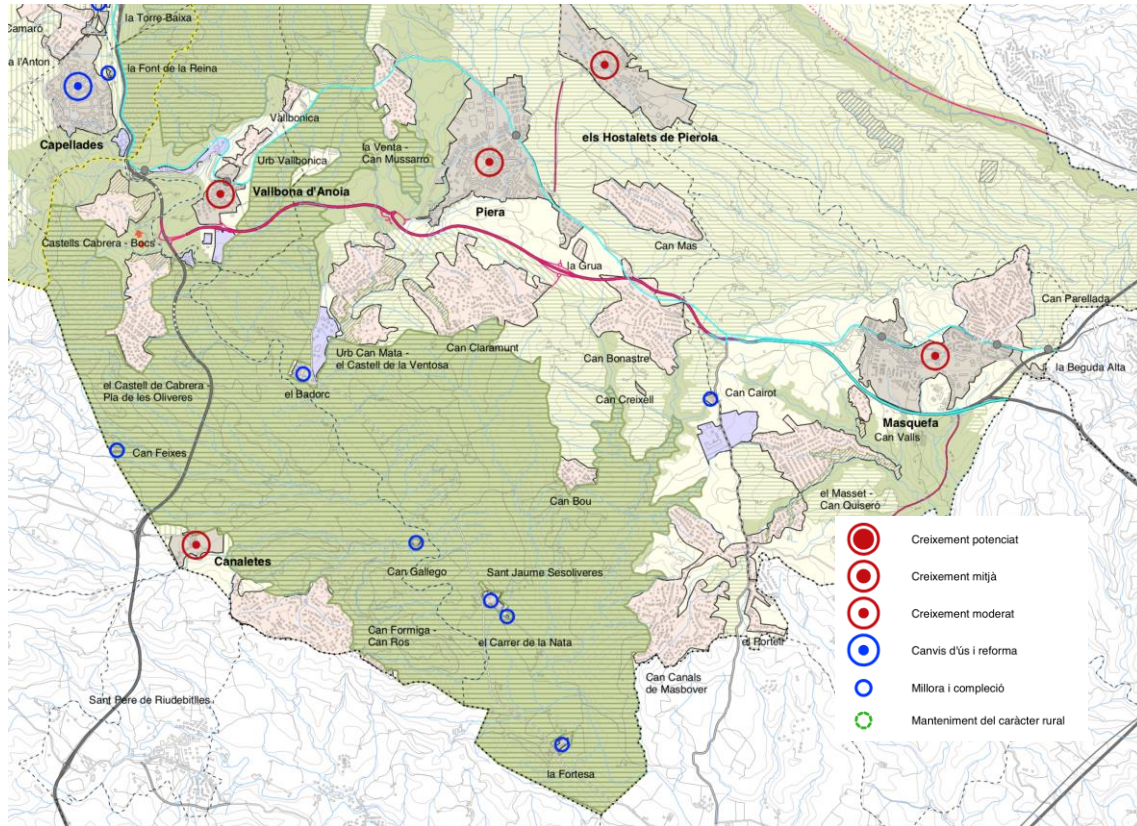 la Torre Baixa
Camaró
a l'Anton
la Font de la Reina
Capellades
Vallbonica
Urb Vallbonica
la Venta -
Can Mussarro
els Hostalets de Pierola
Vallbona d'Anoia
Piera
Castells Cabrera - Bocs
Can Mas
la Grua
Can Parellada
Urb Can Mata -
el Castell de la Ventosa
Can Claramunt
Can Bonastre
la Beguda Alta
el Castell de Cabrera -
Pla de les Oliveres
el Badorc
Can Creixell
Can Cairot
Masquefa
Can Valls
Can Feixes
Can Bou
el Masset -
Can Quiseró
Canaletes
Can Gallego
Sant Jaume Sesoliveres
Can Formiga -
Can Ros
el Carrer de la Nata
el Portell
Can Canals
de Masbover
Sant Pere de Riudebitlles
la Fortesa
Creixement potenciat
Creixement mitjà
Creixement moderat
Canvis d'ús i reforma
Millora i compleció
Manteniment del caràcter rural